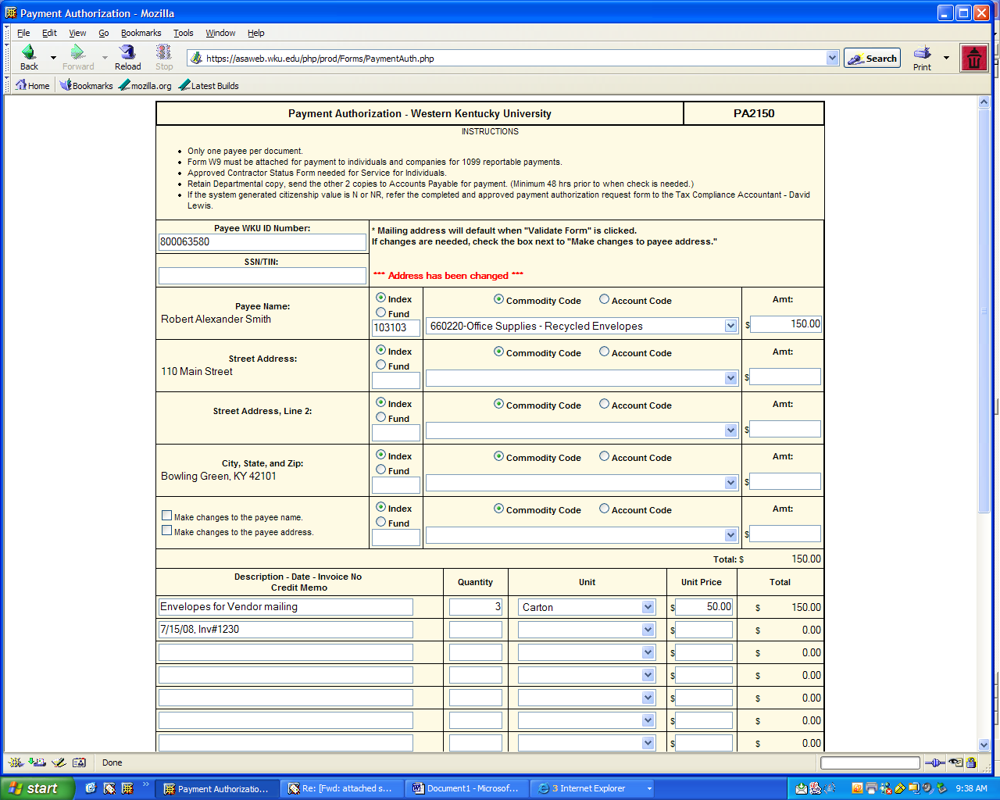 Payment Authorization - Mozilla
File Edit View Go Bookmarks Tools Window Help
Back Forward Reload Stop https://asaweb.wku.edu/php/prod/Forms/PaymentAuth.php Search Print
Home Bookmarks mozilla.org Latest Builds
Payment Authorization - Western Kentucky University PA2150
INSTRUCTIONS
• Only one payee per document.
• Form W9 must be attached for payment to individuals and companies for 1099 reportable payments.
• Approved Contractor Status Form needed for Service for Individuals.
• Retain Departmental copy, send the other 2 copies to Accounts Payable for payment. (Minimum 48 hrs prior to when check is needed.)
• If the system generated citizenship value is N or NR, refer the completed and approved payment authorization request form to the Tax Compliance Accountant - David
Lewis.
Payee WKU ID Number:
800063580
SSN/TIN:
* Mailing address will default when "Validate Form" is clicked.
If changes are needed, check the box next to "Make changes to payee address."
*** Address has been changed ***
Payee Name:
Robert Alexander Smith
Index
Fund
103103
Commodity Code Account Code
660220-Office Supplies - Recycled Envelopes
Amt:
$ 150.00
Street Address:
110 Main Street
Index
Fund
Commodity Code Account Code
Amt:
$
Street Address, Line 2:
Index
Fund
Commodity Code Account Code
Amt:
$
City, State, and Zip:
Bowling Green, KY 42101
Index
Fund
Commodity Code Account Code
Amt:
$
Make changes to the payee name.
Make changes to the payee address.
Index
Fund
Commodity Code Account Code
Amt:
$
Total: $ 150.00
Description - Date - Invoice No
Credit Memo
Quantity Unit Unit Price Total
Envelopes for Vendor mailing 3 Carton $ 50.00 $ 150.00
7/15/08, Inv#1230 $ $ 0.00
$ $ 0.00
$ $ 0.00
$ $ 0.00
$ $ 0.00
$ $ 0.00
Done
start » Payment Authorizatio... Re: [Fwd: attached s... Document1 - Microsof... 3 Internet Explorer 9:38 AM